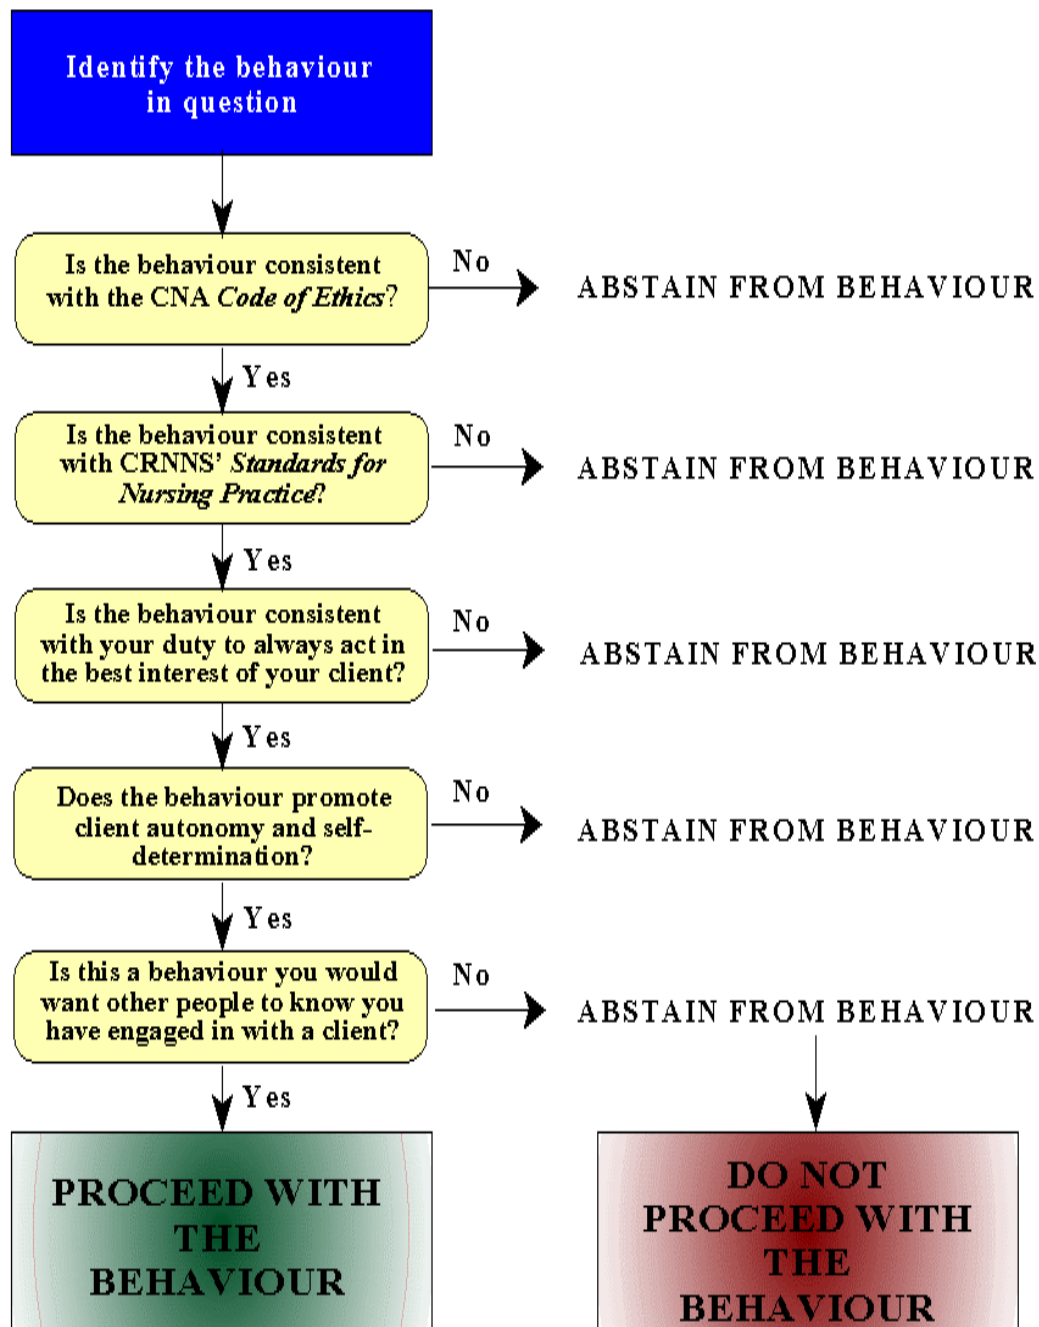 Identify the behaviour
in question
Is the behaviour consistent
with the CNA Code of Ethics?
No
ABSTAIN FROM BEHAVIOUR
Yes
Is the behaviour consistent
with CRNNS' Standards for
Nursing Practice?
No
ABSTAIN FROM BEHAVIOUR
Yes
Is the behaviour consistent
with your duty to always act in
the best interest of your client?
No
ABSTAIN FROM BEHAVIOUR
Yes
Does the behaviour promote
client autonomy and self-
determination?
No
ABSTAIN FROM BEHAVIOUR
Yes
Is this a behaviour you would
want other people to know you
have engaged in with a client?
No
ABSTAIN FROM BEHAVIOUR
Yes
PROCEED WITH
THE
BEHAVIOUR
DO NOT
PROCEED WITH
THE
BEHAVIOUR